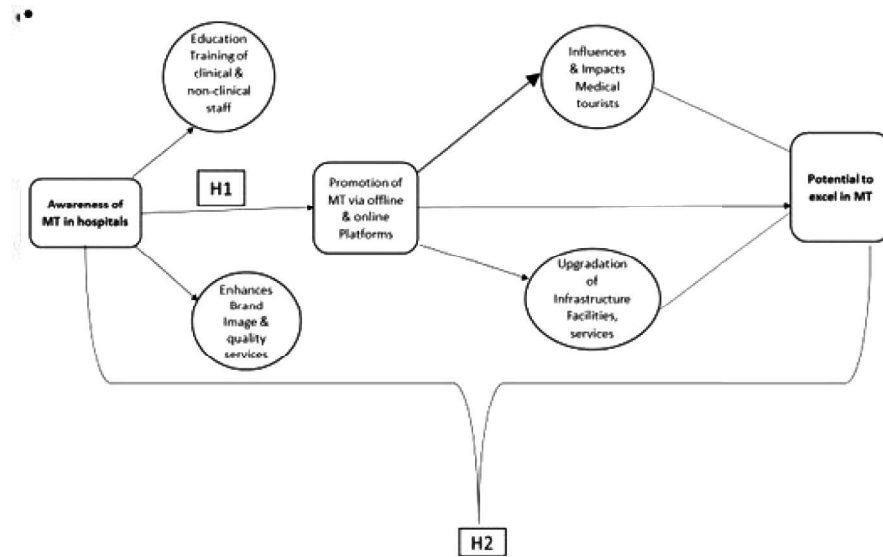 Education
Training of
clinical &
non-clinical
staff
Influences
& Impacts
Medical
tourists
H1
Awareness of
MT in hospitals
Promotion of
MT via offline
& online
Platforms
Potential to
excel in MT
Enhances
Brand
Image &
quality
services
Upgradation
of
Infrastructure
Facilities,
services
H2